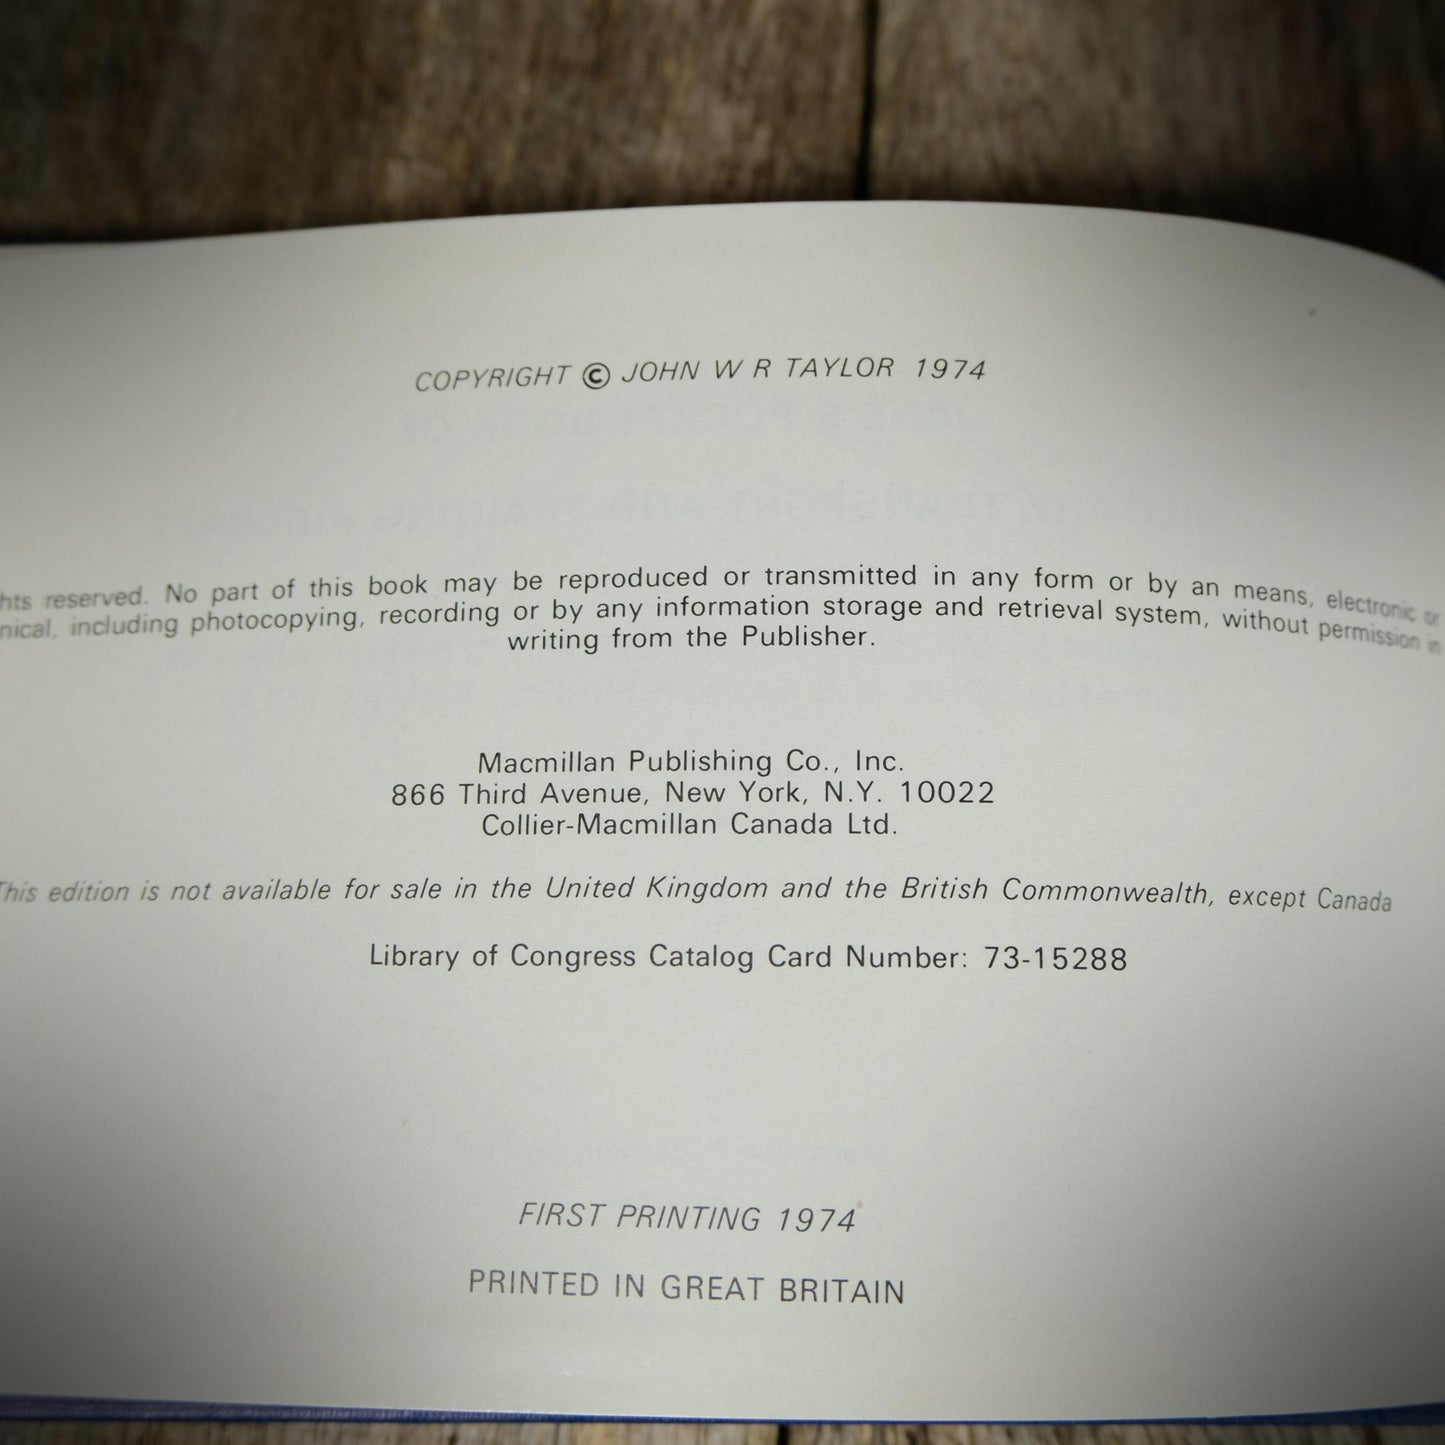 COPYRIGHT © JOHN W R TAYLOR 1974
hts reserved. No part of this book may be reproduced or transmitted in any form or by an means, electronic or
nical, including photocopying, recording or by any information storage and retrieval system, without permission in
writing from the Publisher.
Macmillan Publishing Co., Inc.
866 Third Avenue, New York, N.Y. 10022
Collier-Macmillan Canada Ltd.
This edition is not available for sale in the United Kingdom and the British Commonwealth, except Canada
Library of Congress Catalog Card Number: 73-15288
FIRST PRINTING 1974
PRINTED IN GREAT BRITAIN